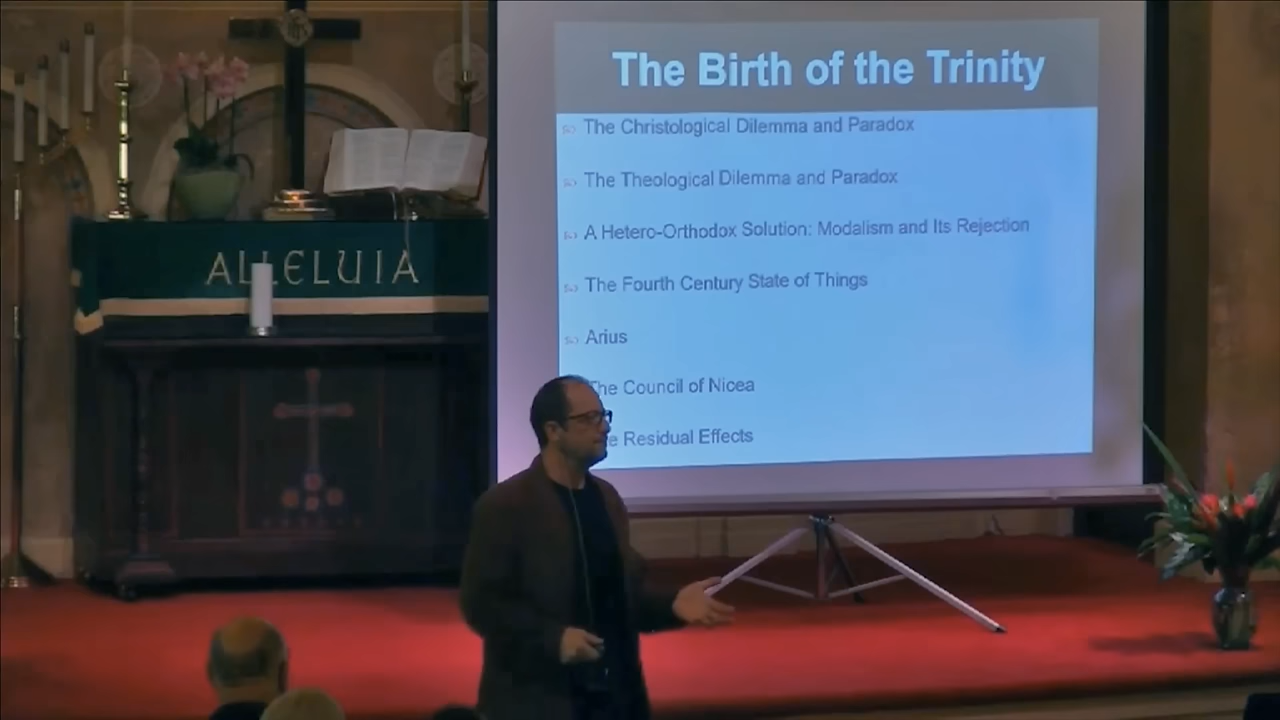 The Birth of the Trinity
The Christological Dilemma and Paradox
The Theological Dilemma and Paradox
A Hetero-Orthodox Solution: Modalism and Its Rejection
The Fourth Century State of Things
Arius
The Council of Nicea
Residual Effects
ALLELUIA